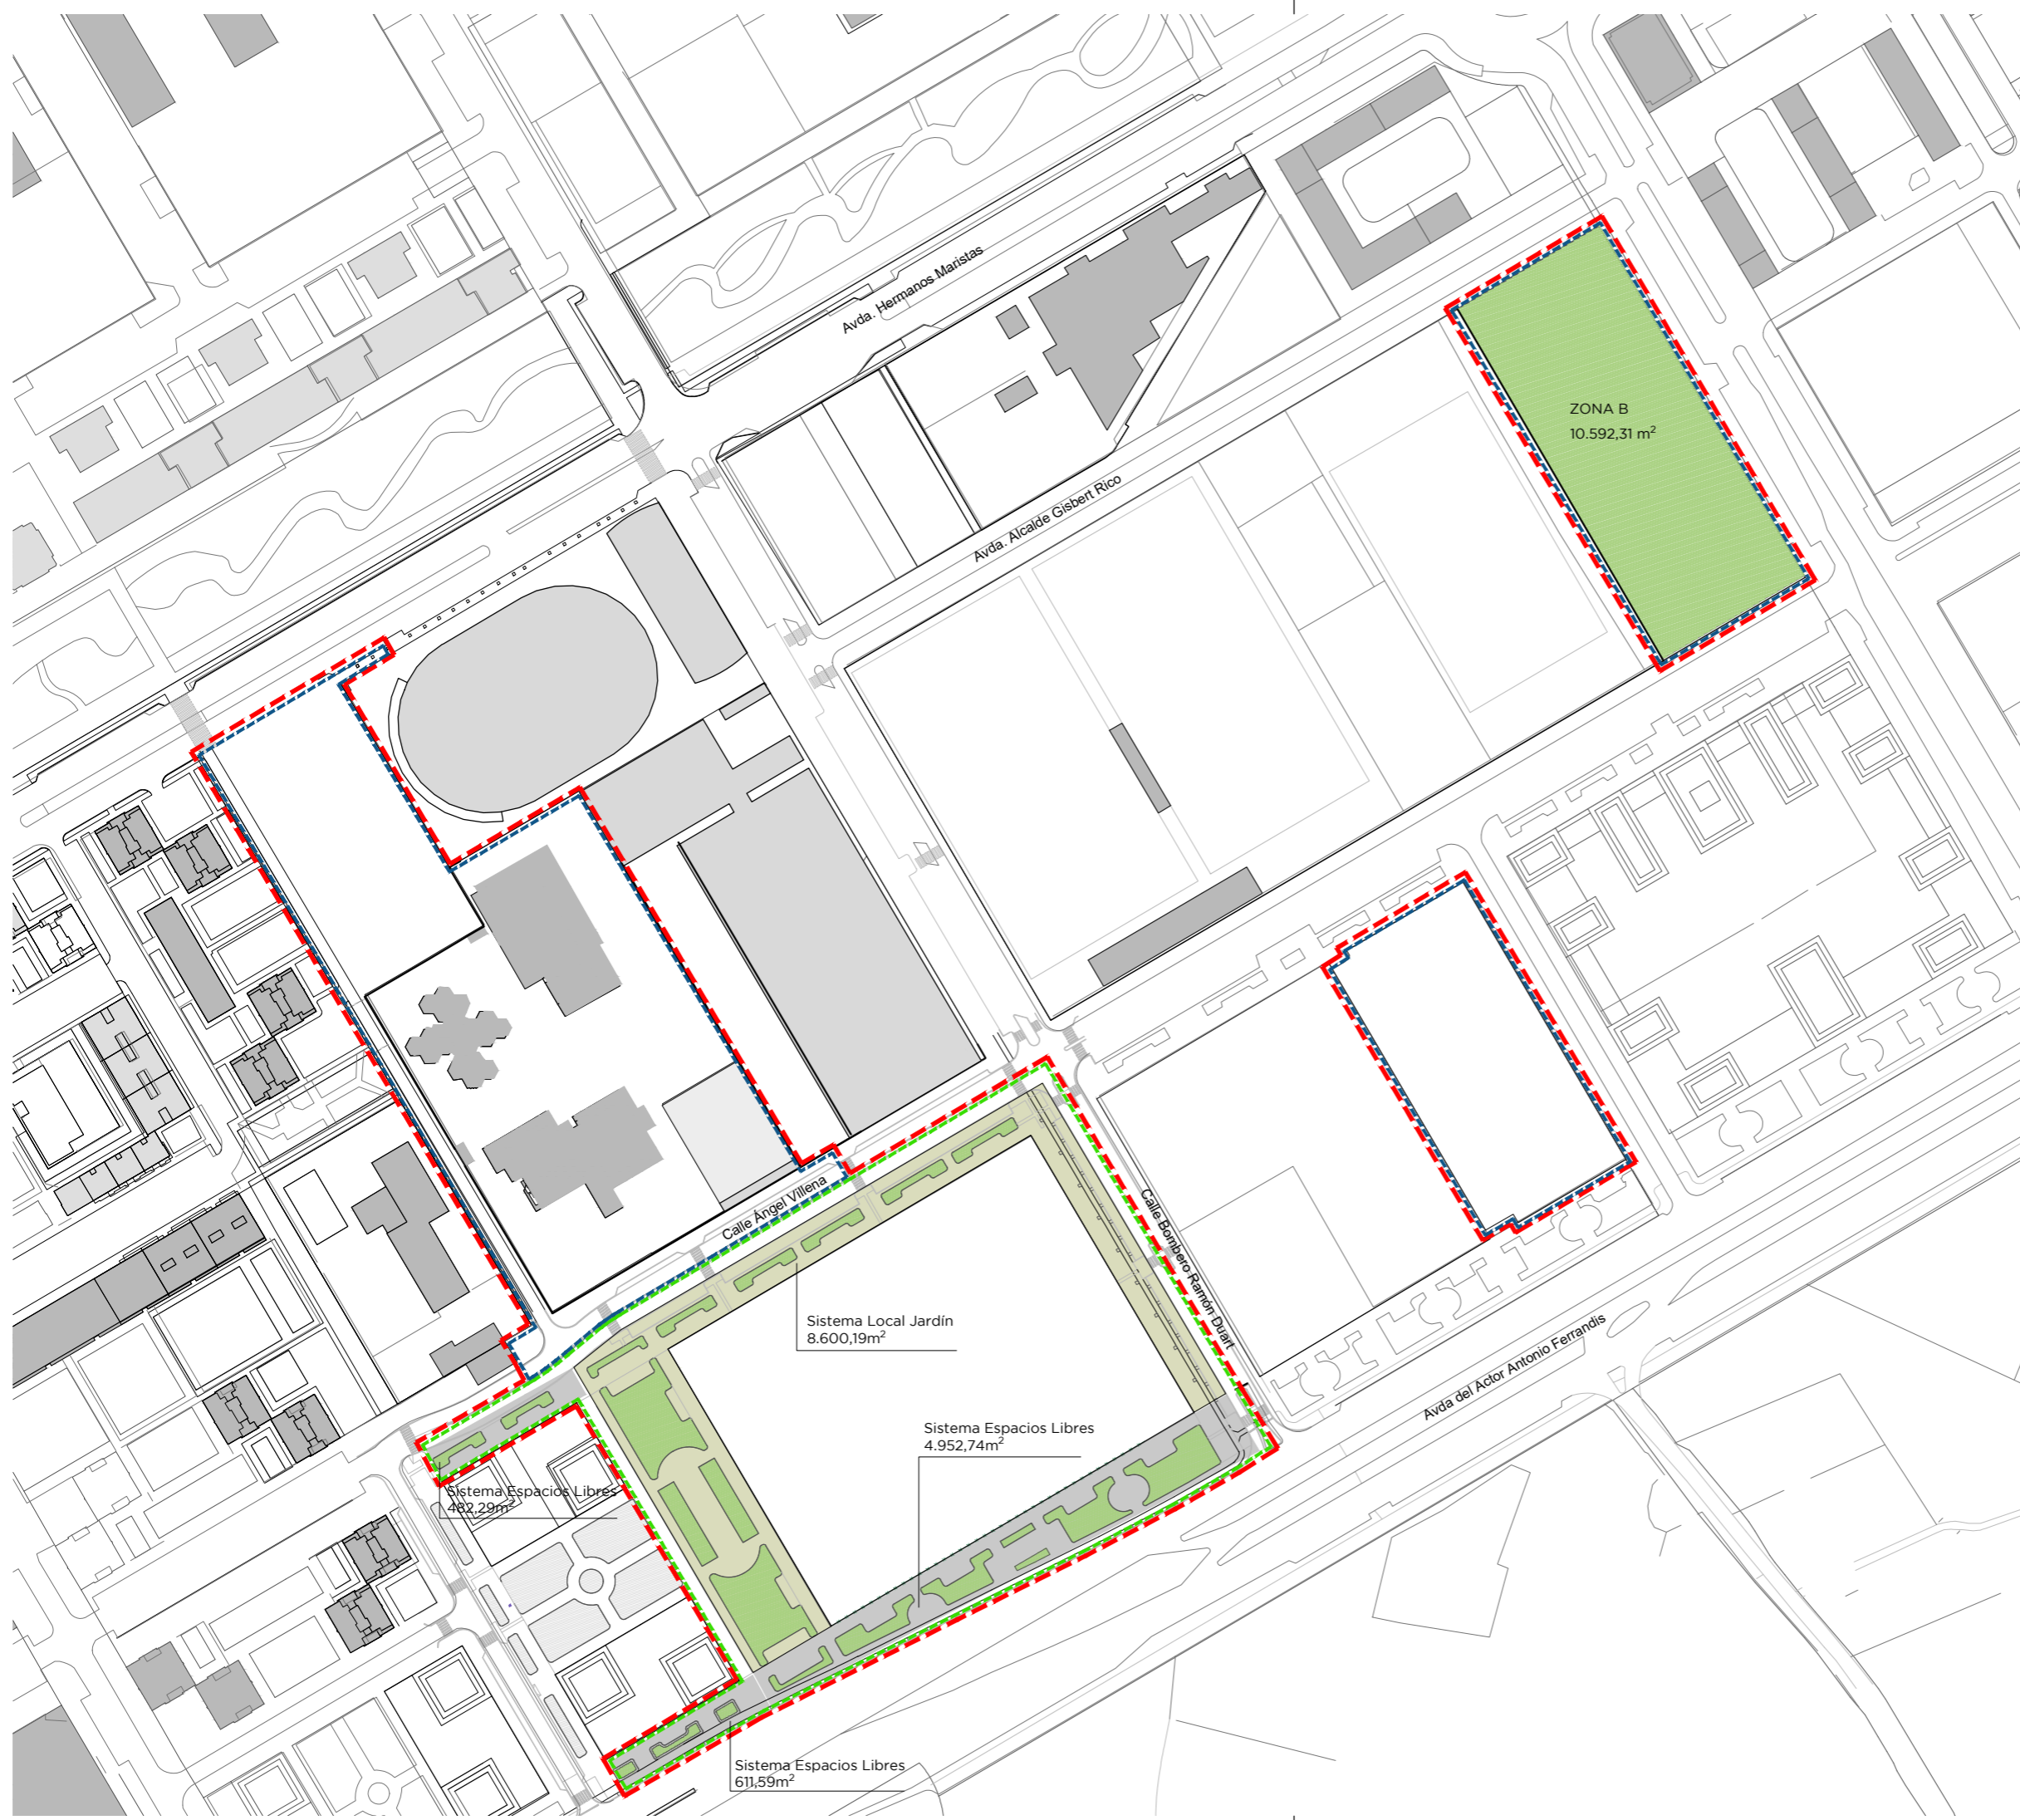 Avda. Hermanos Maristas
ZONA B
10.592,31 m²
Avda. Alcalde Gisbert Rico
Calle Ángel Villena
Calle Bombero Ramón Duart
Sistema Local Jardín
8.600,19m²
Avda del Actor Antonio Ferrandis
Sistema Espacios Libres
4.952,74m²
Sistema Espacios Libres
482,29m²
Sistema Espacios Libres
611,59m²